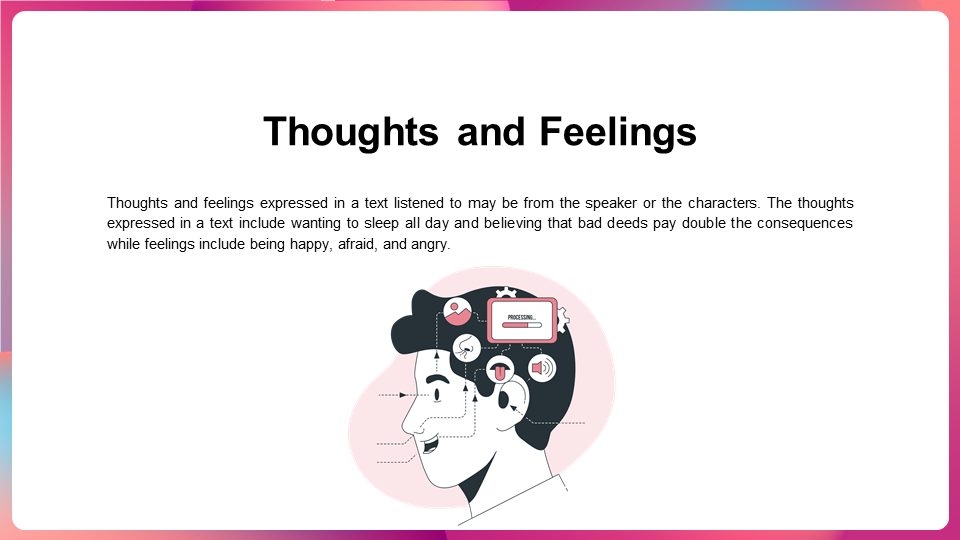 Thoughts and Feelings
Thoughts and feelings expressed in a text listened to may be from the speaker or the characters. The thoughts
expressed in a text include wanting to sleep all day and believing that bad deeds pay double the consequences
while feelings include being happy, afraid, and angry.
PROCESSING...